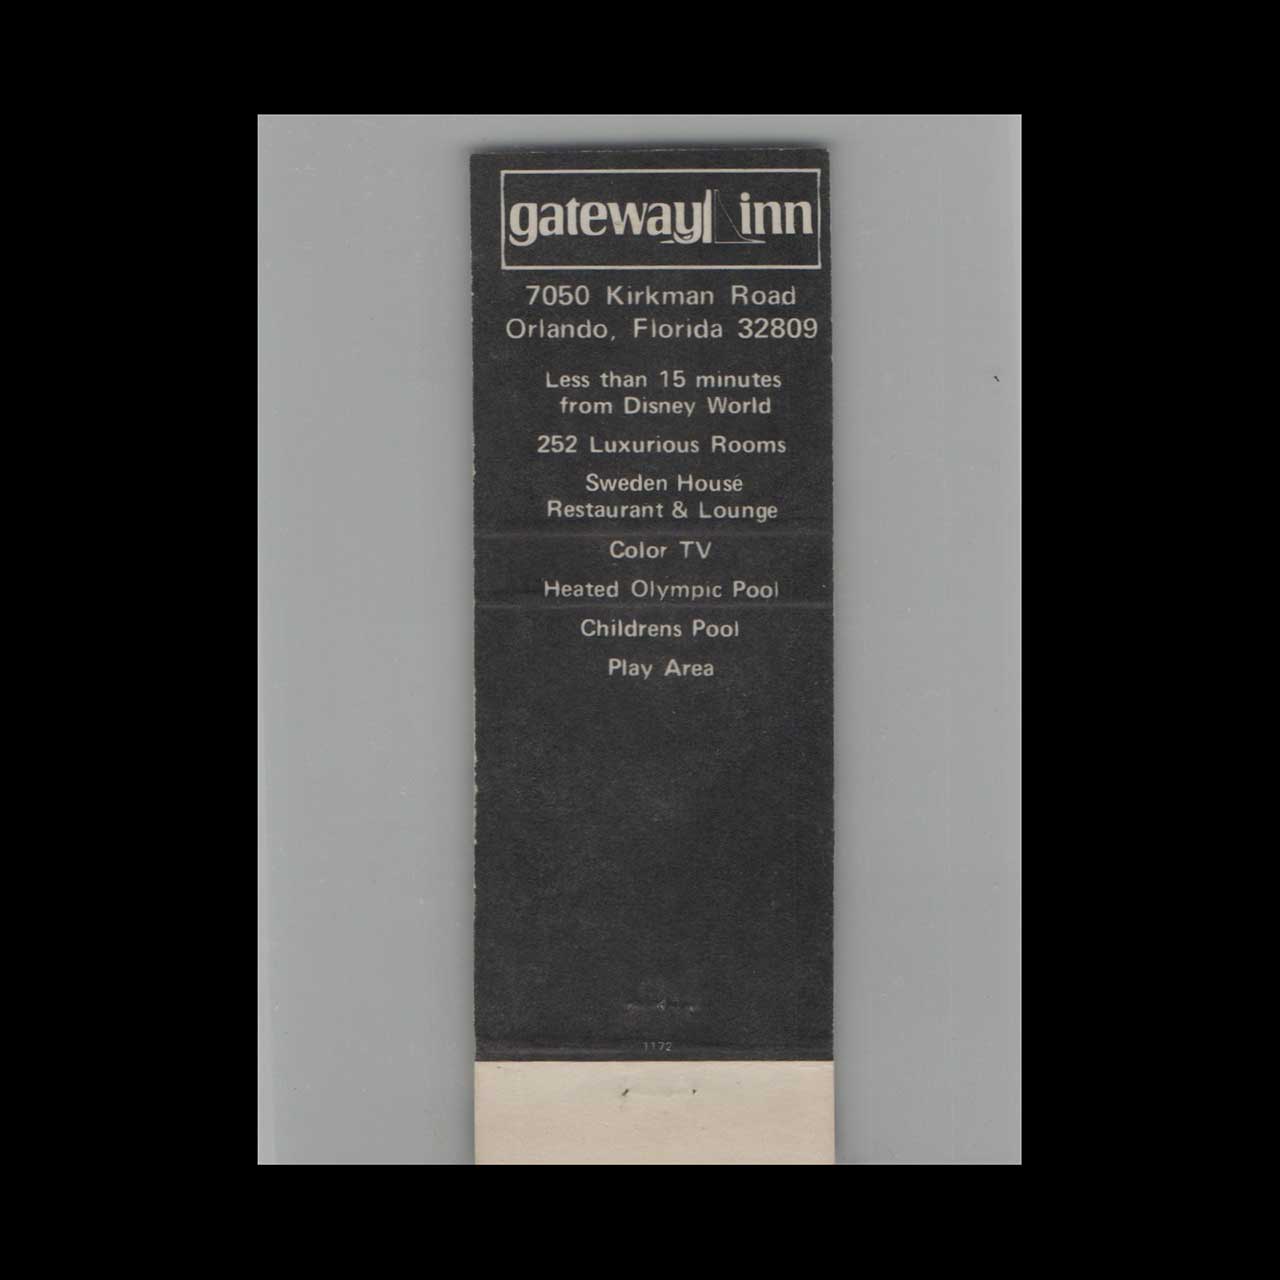 gateway inn
7050 Kirkman Road
Orlando, Florida 32809
Less than 15 minutes
from Disney World
252 Luxurious Rooms
Sweden House
Restaurant & Lounge
Color TV
Heated Olympic Pool
Childrens Pool
Play Area
1172